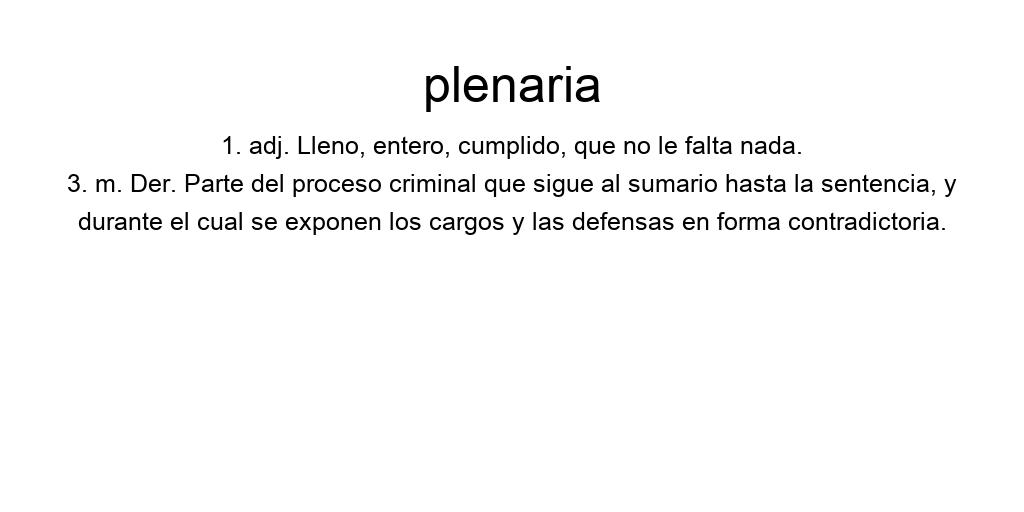 plenaria
1. adj. Lleno, entero, cumplido, que no le falta nada.
3. m. Der. Parte del proceso criminal que sigue al sumario hasta la sentencia, y
durante el cual se exponen los cargos y las defensas en forma contradictoria.